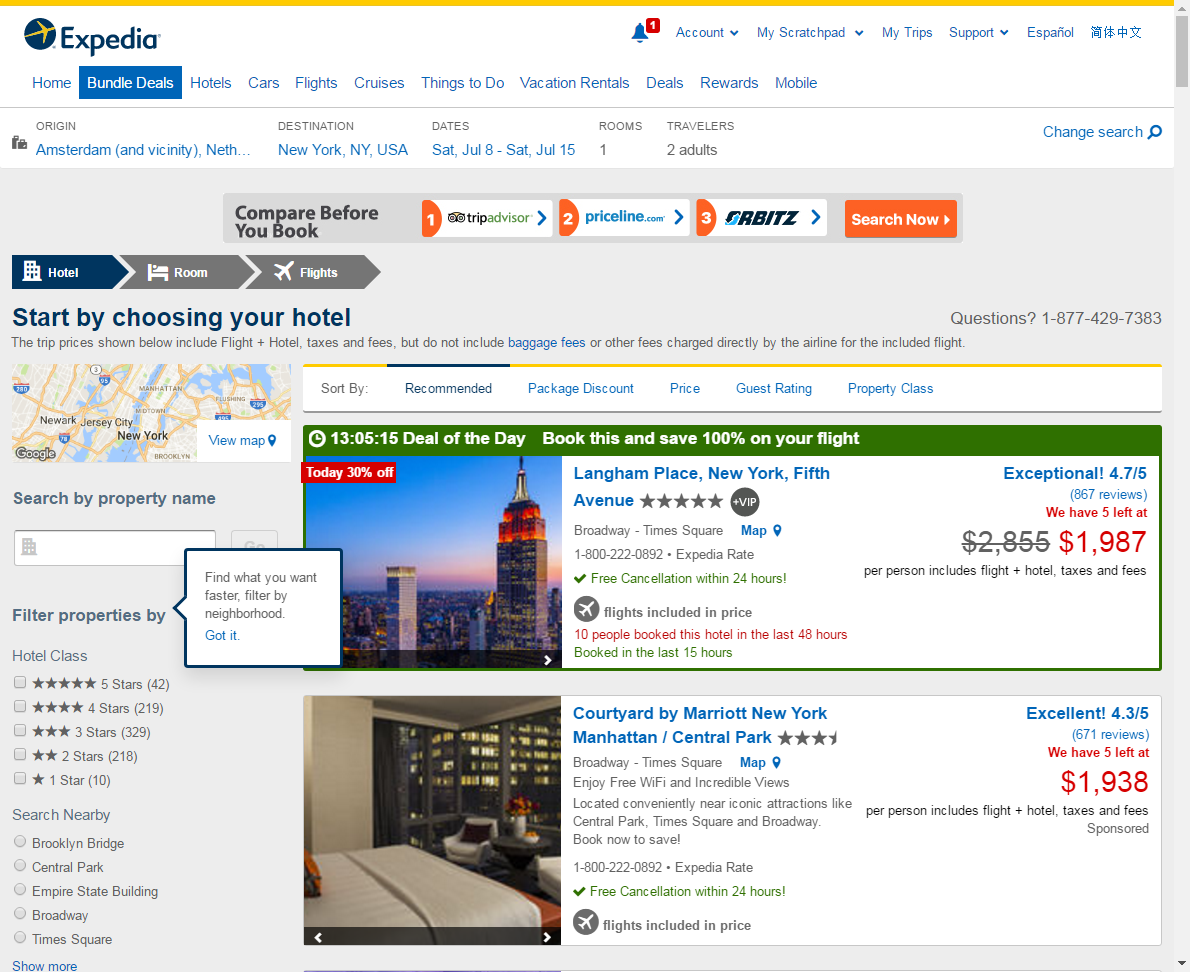 Expedia
1
Account
My Scratchpad
My Trips
Support
Español
简体中文
Home
Bundle Deals
Hotels
Cars
Flights
Cruises
Things to Do
Vacation Rentals
Deals
Rewards
Mobile
ORIGIN
Amsterdam (and vicinity), Neth...
DESTINATION
New York, NY, USA
DATES
Sat, Jul 8 - Sat, Jul 15
ROOMS
1
TRAVELERS
2 adults
Change search
Compare Before
You Book
1 tripadvisor
2 priceline.com
3 ORBITZ
Search Now
Hotel
Room
Flights
Start by choosing your hotel
Questions? 1-877-429-7383
The trip prices shown below include Flight + Hotel, taxes and fees, but do not include baggage fees or other fees charged directly by the airline for the included flight.
280
3
95
MANHATTAN
FLUSHING
MIDTOWN
295
495
Newark
Jersey City
78
New York
BROOKLYN
Google
View map
Sort By:
Recommended
Package Discount
Price
Guest Rating
Property Class
Search by property name
Go
Find what you want
faster, filter by
neighborhood.
Got it.
Filter properties by
Hotel Class
★★★★★ 5 Stars (42)
★★★★ 4 Stars (219)
★★★ 3 Stars (329)
★★ 2 Stars (218)
★ 1 Star (10)
Search Nearby
Brooklyn Bridge
Central Park
Empire State Building
Broadway
Times Square
Show more
13:05:15 Deal of the Day Book this and save 100% on your flight
Today 30% off
Langham Place, New York, Fifth
Avenue ★★★★★ +VIP
Broadway - Times Square Map
1-800-222-0892 • Expedia Rate
Free Cancellation within 24 hours!
flights included in price
10 people booked this hotel in the last 48 hours
Booked in the last 15 hours
Exceptional! 4.7/5
(867 reviews)
We have 5 left at
$2,855 $1,987
per person includes flight + hotel, taxes and fees
Courtyard by Marriott New York
Manhattan / Central Park
Broadway - Times Square Map
Enjoy Free WiFi and Incredible Views
Located conveniently near iconic attractions like
Central Park, Times Square and Broadway.
Book now to save!
1-800-222-0892 • Expedia Rate
Free Cancellation within 24 hours!
flights included in price
Excellent! 4.3/5
(671 reviews)
We have 5 left at
$1,938
per person includes flight + hotel, taxes and fees
Sponsored